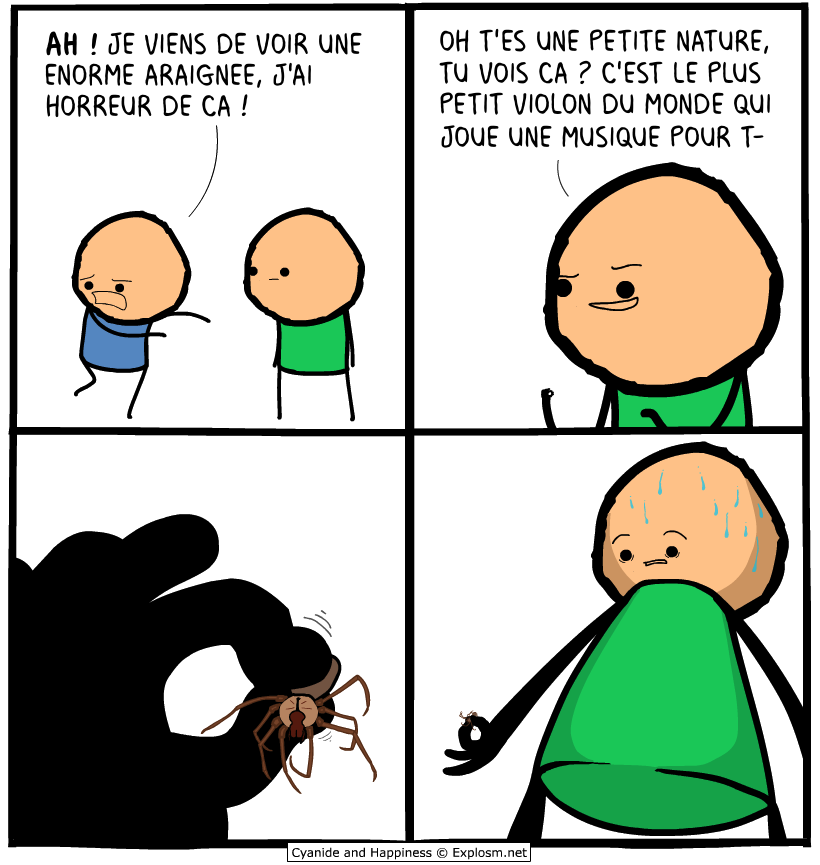 AH ! JE VIENS DE VOIR UNE
ENORME ARAIGNEE, J'AI
HORREUR DE CA !
OH T'ES UNE PETITE NATURE,
TU VOIS CA ? C'EST LE PLUS
PETIT VIOLON DU MONDE QUI
JOUE UNE MUSIQUE POUR T-
Cyanide and Happiness © Explosm.net